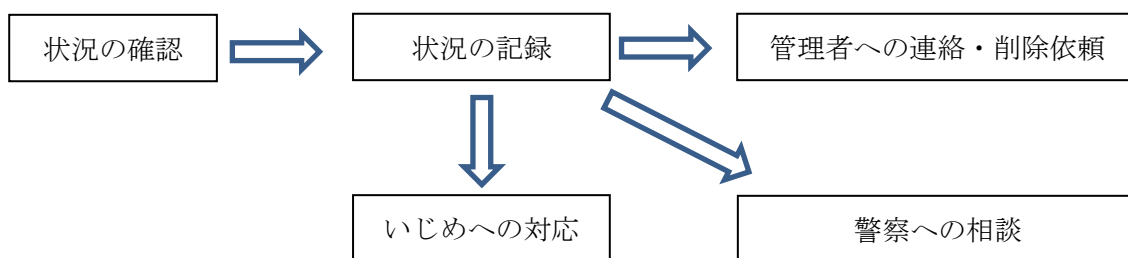 状況の確認
状況の記録
管理者への連絡・削除依頼
いじめへの対応
警察への相談